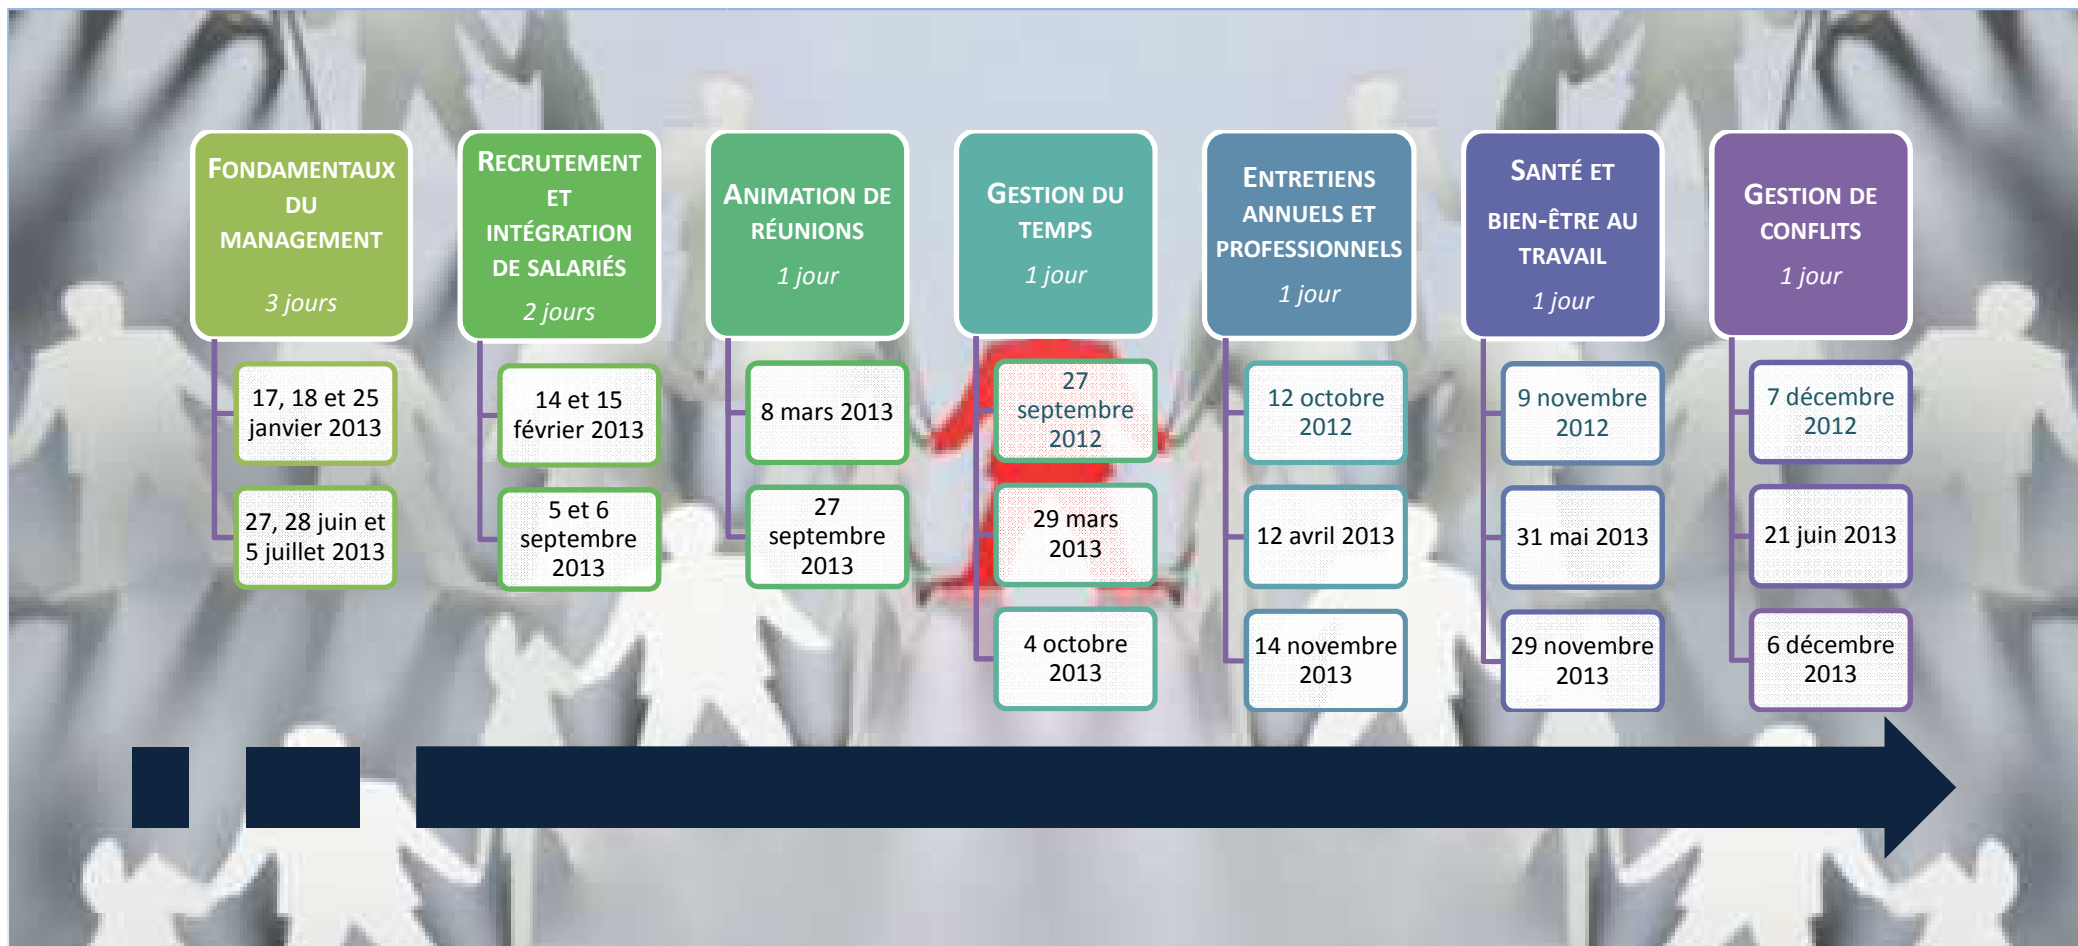 FONDAMENTAUX
DU
MANAGEMENT
3 jours
17, 18 et 25
janvier 2013
27, 28 juin et
5 juillet 2013
RECRUTEMENT
ET
INTÉGRATION
DE SALARIÉS
2 jours
14 et 15
février 2013
5 et 6
septembre
2013
ANIMATION DE
RÉUNIONS
1 jour
8 mars 2013
27
septembre
2013
GESTION DU
TEMPS
1 jour
27
septembre
2012
29 mars
2013
4 octobre
2013
ENTRETIENS
ANNUELS ET
PROFESSIONNELS
1 jour
12 octobre
2012
12 avril 2013
14 novembre
2013
SANTÉ ET
BIEN-ÊTRE AU
TRAVAIL
1 jour
9 novembre
2012
31 mai 2013
29 novembre
2013
GESTION DE
CONFLITS
1 jour
7 décembre
2012
21 juin 2013
6 décembre
2013